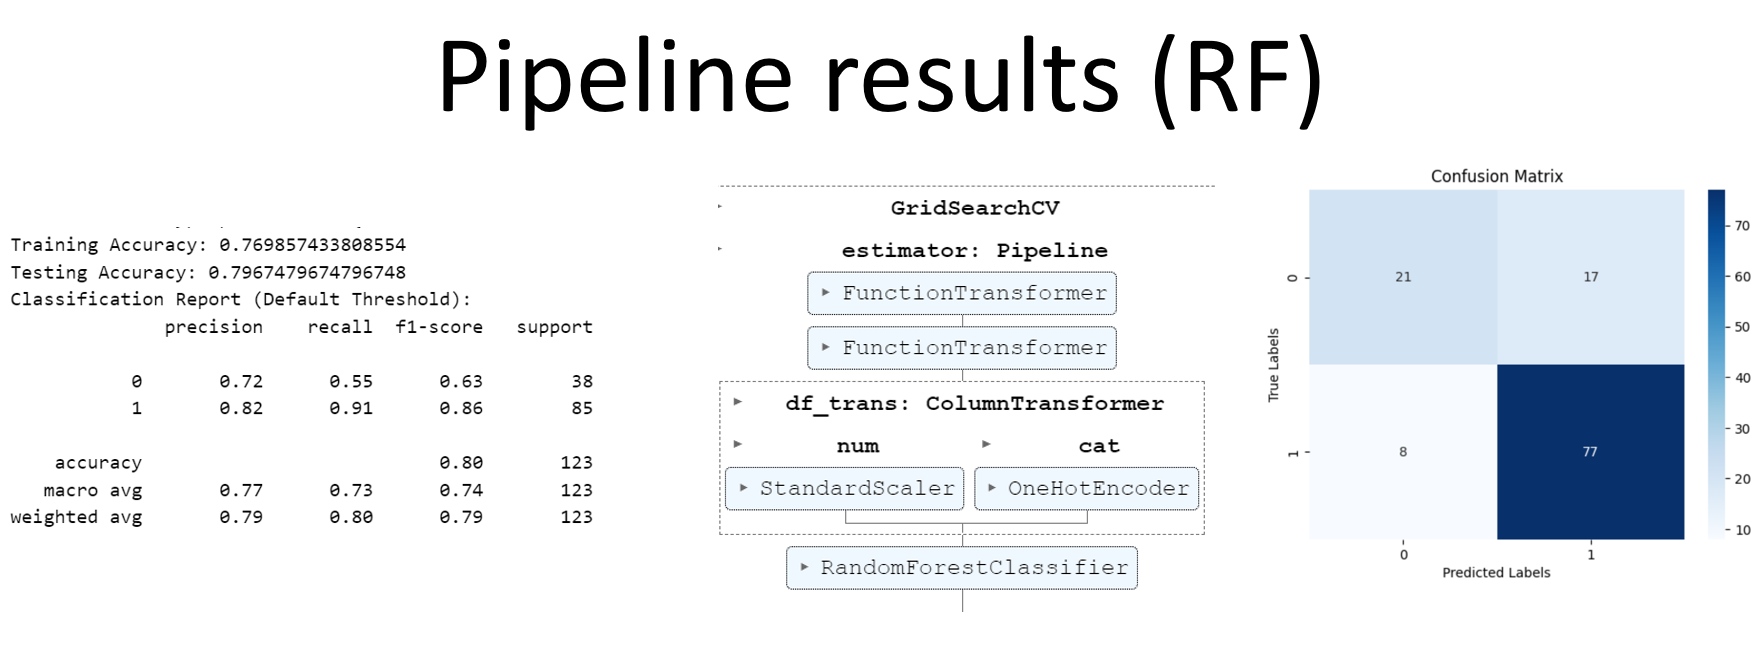 Pipeline results (RF)
Training Accuracy: 0.769857433808554
Testing Accuracy: 0.7967479674796748
Classification Report (Default Threshold):
precision recall f1-score support
0 0.72 0.55 0.63 38
1 0.82 0.91 0.86 85
accuracy 0.80 123
macro avg 0.77 0.73 0.74 123
weighted avg 0.79 0.80 0.79 123
GridSearchCV
estimator: Pipeline
FunctionTransformer
FunctionTransformer
df_trans: ColumnTransformer
num cat
StandardScaler OneHotEncoder
RandomForestClassifier
Confusion Matrix
True Labels
0 21 17
1 8 77
0 1
Predicted Labels
70
60
50
40
30
20
10